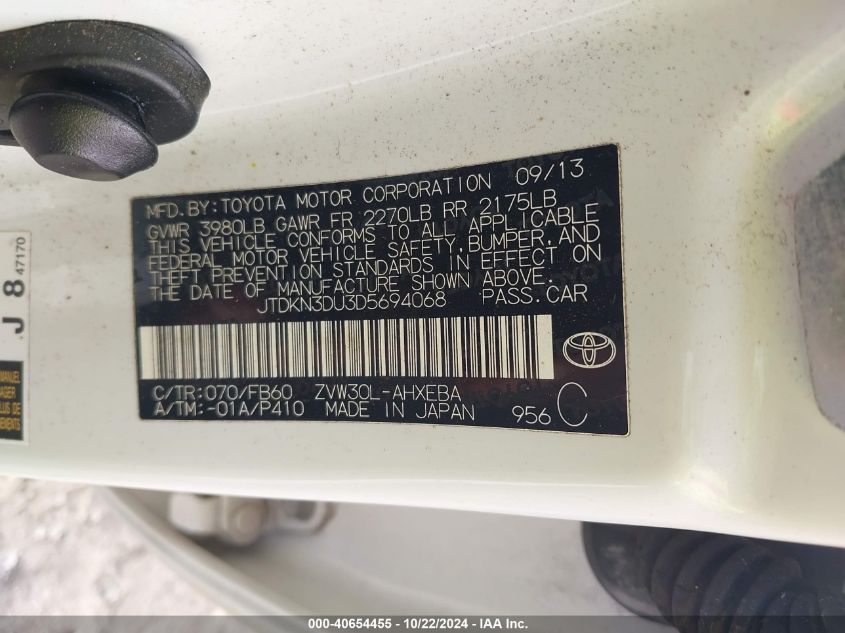 MFD.BY:TOYOTA MOTOR CORPORATION 09/13
GVWR 3980LB GAWR FR 2270LB RR 2175LB
THIS VEHICLE CONFORMS TO ALL APPLICABLE
FEDERAL MOTOR VEHICLE SAFETY, BUMPER, AND
THEFT PREVENTION STANDARDS IN EFFECT ON
THE DATE OF MANUFACTURE SHOWN ABOVE.
JTDKN3DU3D5694068 PASS.CAR
C/TR:070/FB60 ZVW30L-AHXEBA
A/TM:-01A/P410 MADE IN JAPAN 956 C
J 8 47170
MANUEL
000-40654455 - 10/22/2024 - IAA Inc.